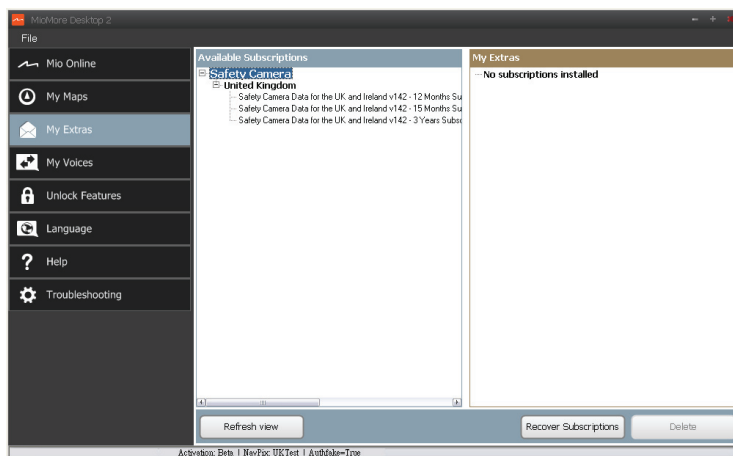 MioMore Desktop 2
File
Mio Online
My Maps
My Extras
My Voices
Unlock Features
Language
Help
Troubleshooting
Available Subscriptions
Safety Camera
United Kingdom
Safety Camera Data for the UK and Ireland v142 - 12 Months Su
Safety Camera Data for the UK and Ireland v142 - 15 Months Su
Safety Camera Data for the UK and Ireland v142 - 3 Years Subs
My Extras
No subscriptions installed
Refresh view
Recover Subscriptions
Delete
Activation: Beta | NavPix: UKTest | Authfake=True